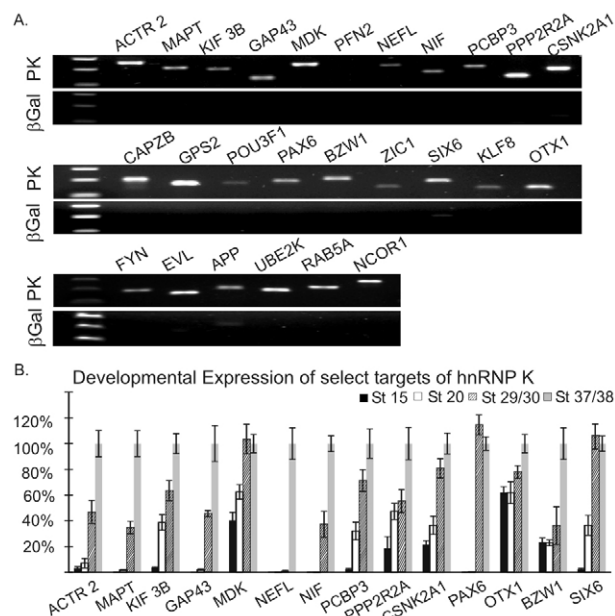 A.
ACTR 2 MAPT KIF 3B GAP43 MDK PFN2 NEFL NIF PCBP3 PPP2R2A CSNK2A1
PK
βGal
CAPZB GPS2 POU3F1 PAX6 BZW1 ZIC1 SIX6 KLF8 OTX1
PK
βGal
FYN EVL APP UBE2K RAB5A NCOR1
PK
βGal
B.
Developmental Expression of select targets of hnRNP K
St 15 St 20 St 29/30 St 37/38
120%
100%
80%
60%
40%
20%
ACTR 2 MAPT KIF 3B GAP43 MDK NEFL NIF PCBP3 PPP2R2A CSNK2A1 PAX6 OTX1 BZW1 SIX6